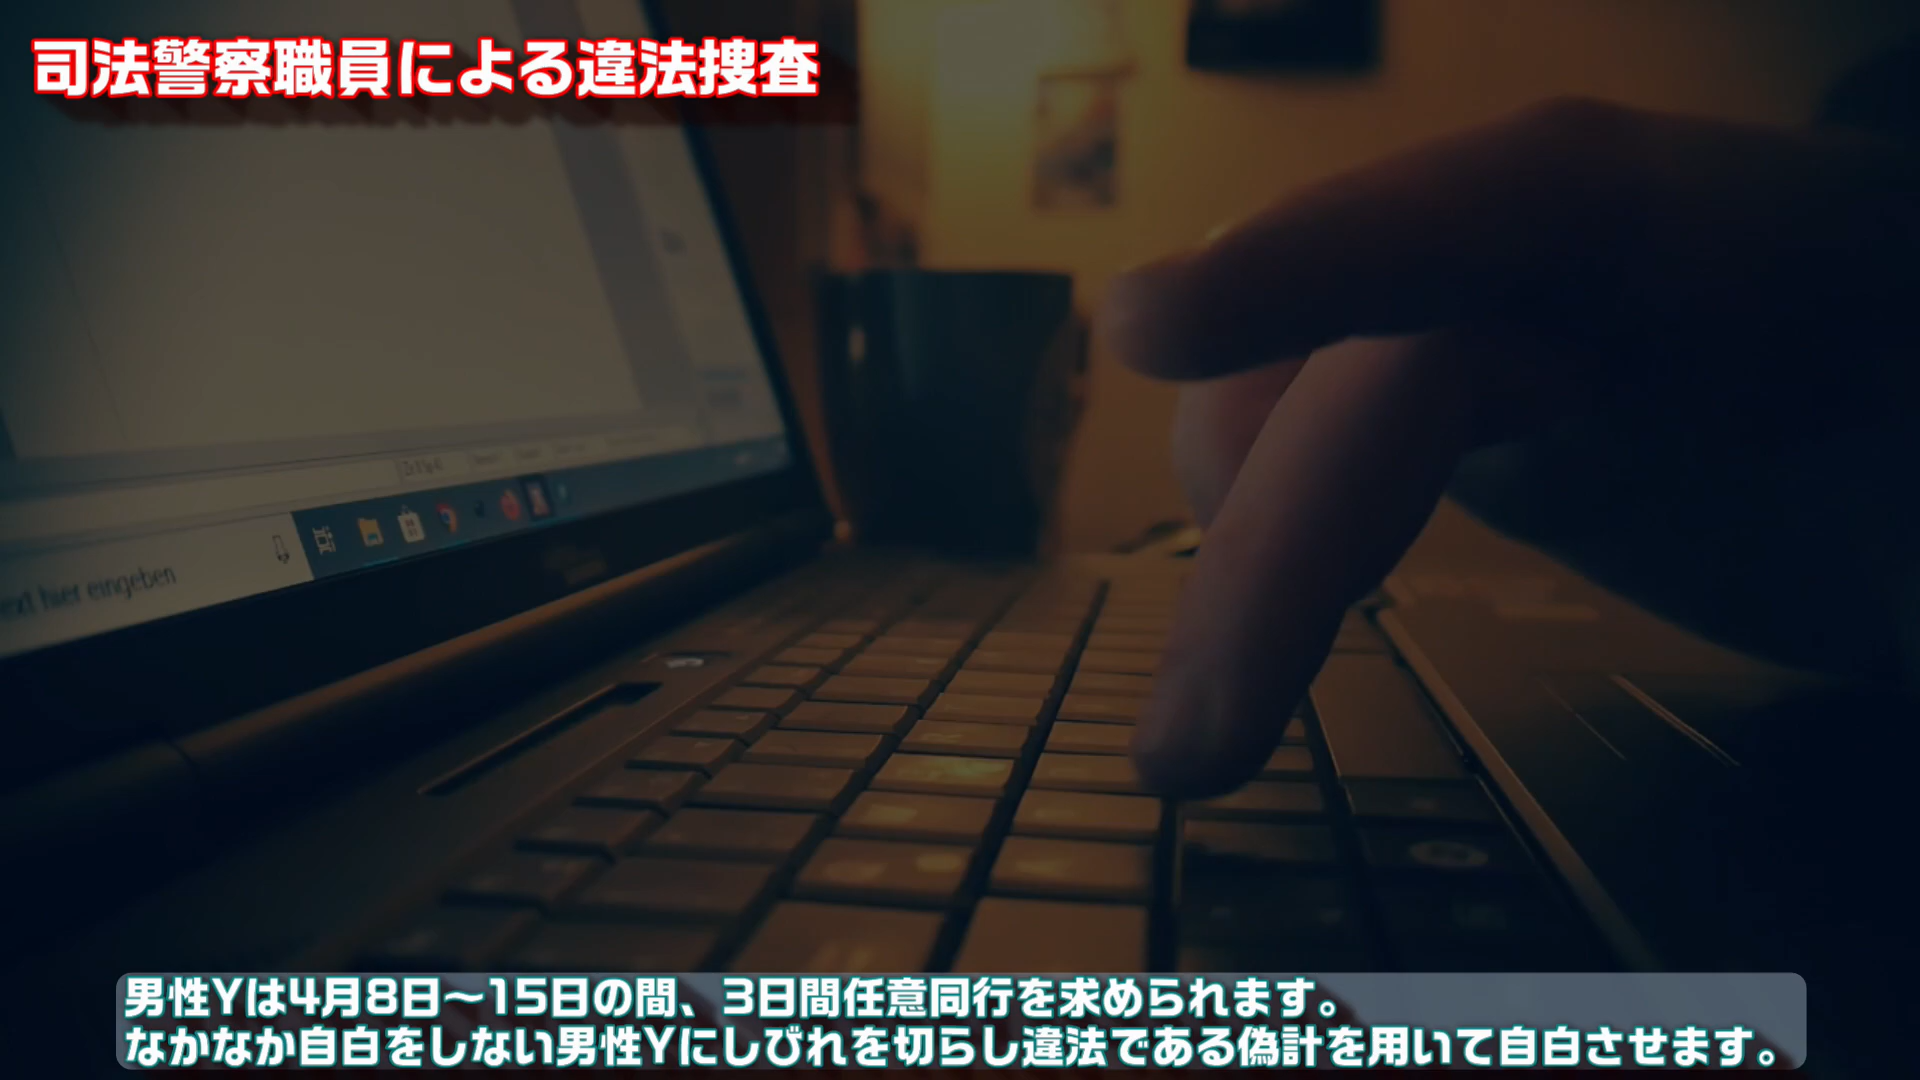 司法警察職員による違法捜査
ext hier eingeben
男性Yは4月8日～15日の間、3日間任意同行を求められます。
なかなか自白をしない男性Yにしびれを切らし違法である偽計を用いて自白させます。